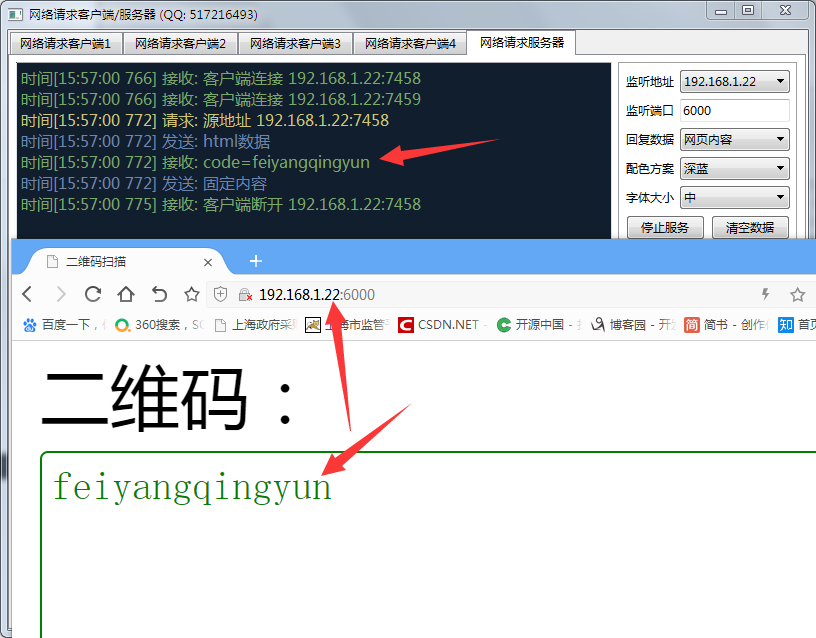 网络请求客户端/服务器 (QQ: 517216493)
网络请求客户端1 网络请求客户端2 网络请求客户端3 网络请求客户端4 网络请求服务器
时间[15:57:00 766] 接收: 客户端连接 192.168.1.22:7458
时间[15:57:00 766] 接收: 客户端连接 192.168.1.22:7459
时间[15:57:00 772] 请求: 源地址 192.168.1.22:7458
时间[15:57:00 772] 发送: html数据
时间[15:57:00 772] 接收: code=feiyangqingyun
时间[15:57:00 772] 发送: 固定内容
时间[15:57:00 775] 接收: 客户端断开 192.168.1.22:7458
监听地址 192.168.1.22
监听端口 6000
回复数据 网页内容
配色方案 深蓝
字体大小 中
停止服务 清空数据
二维码扫描
192.168.1.22:6000
百度一下， 360搜索，SO 上海政府采 上海市监管 CSDN.NET - 开源中国 - 博客园 - 开 简 简书 - 创作 知 首页
二维码：
feiyangqingyun